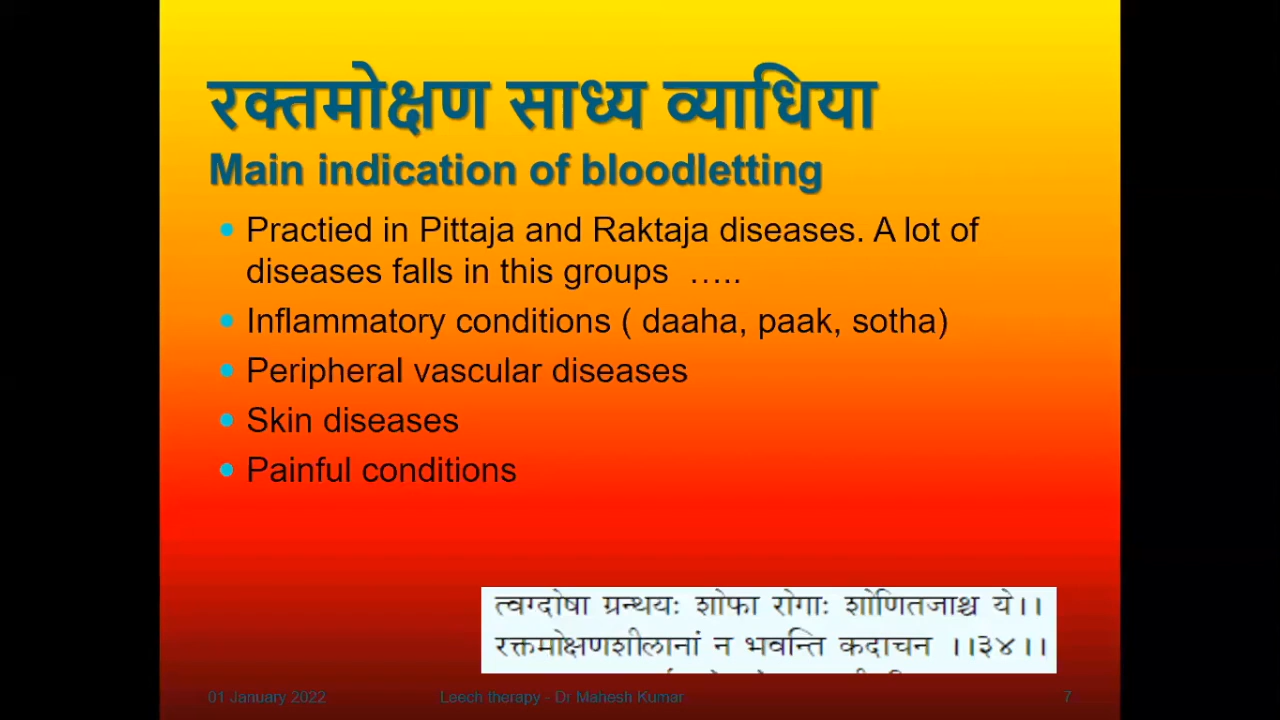 रक्तमोक्षण साध्य व्याधिया
Main indication of bloodletting
Practied in Pittaja and Raktaja diseases. A lot of
diseases falls in this groups …..
Inflammatory conditions ( daaha, paak, sotha)
Peripheral vascular diseases
Skin diseases
Painful conditions
त्वग्दोषा ग्रन्थयः शोफा रोगाः शोणितजाश्च ये।।
रक्तमोक्षणशीलानां न भवन्ति कदाचन ।।३४।।
01 January 2022 Leech therapy - Dr Mahesh Kumar 7